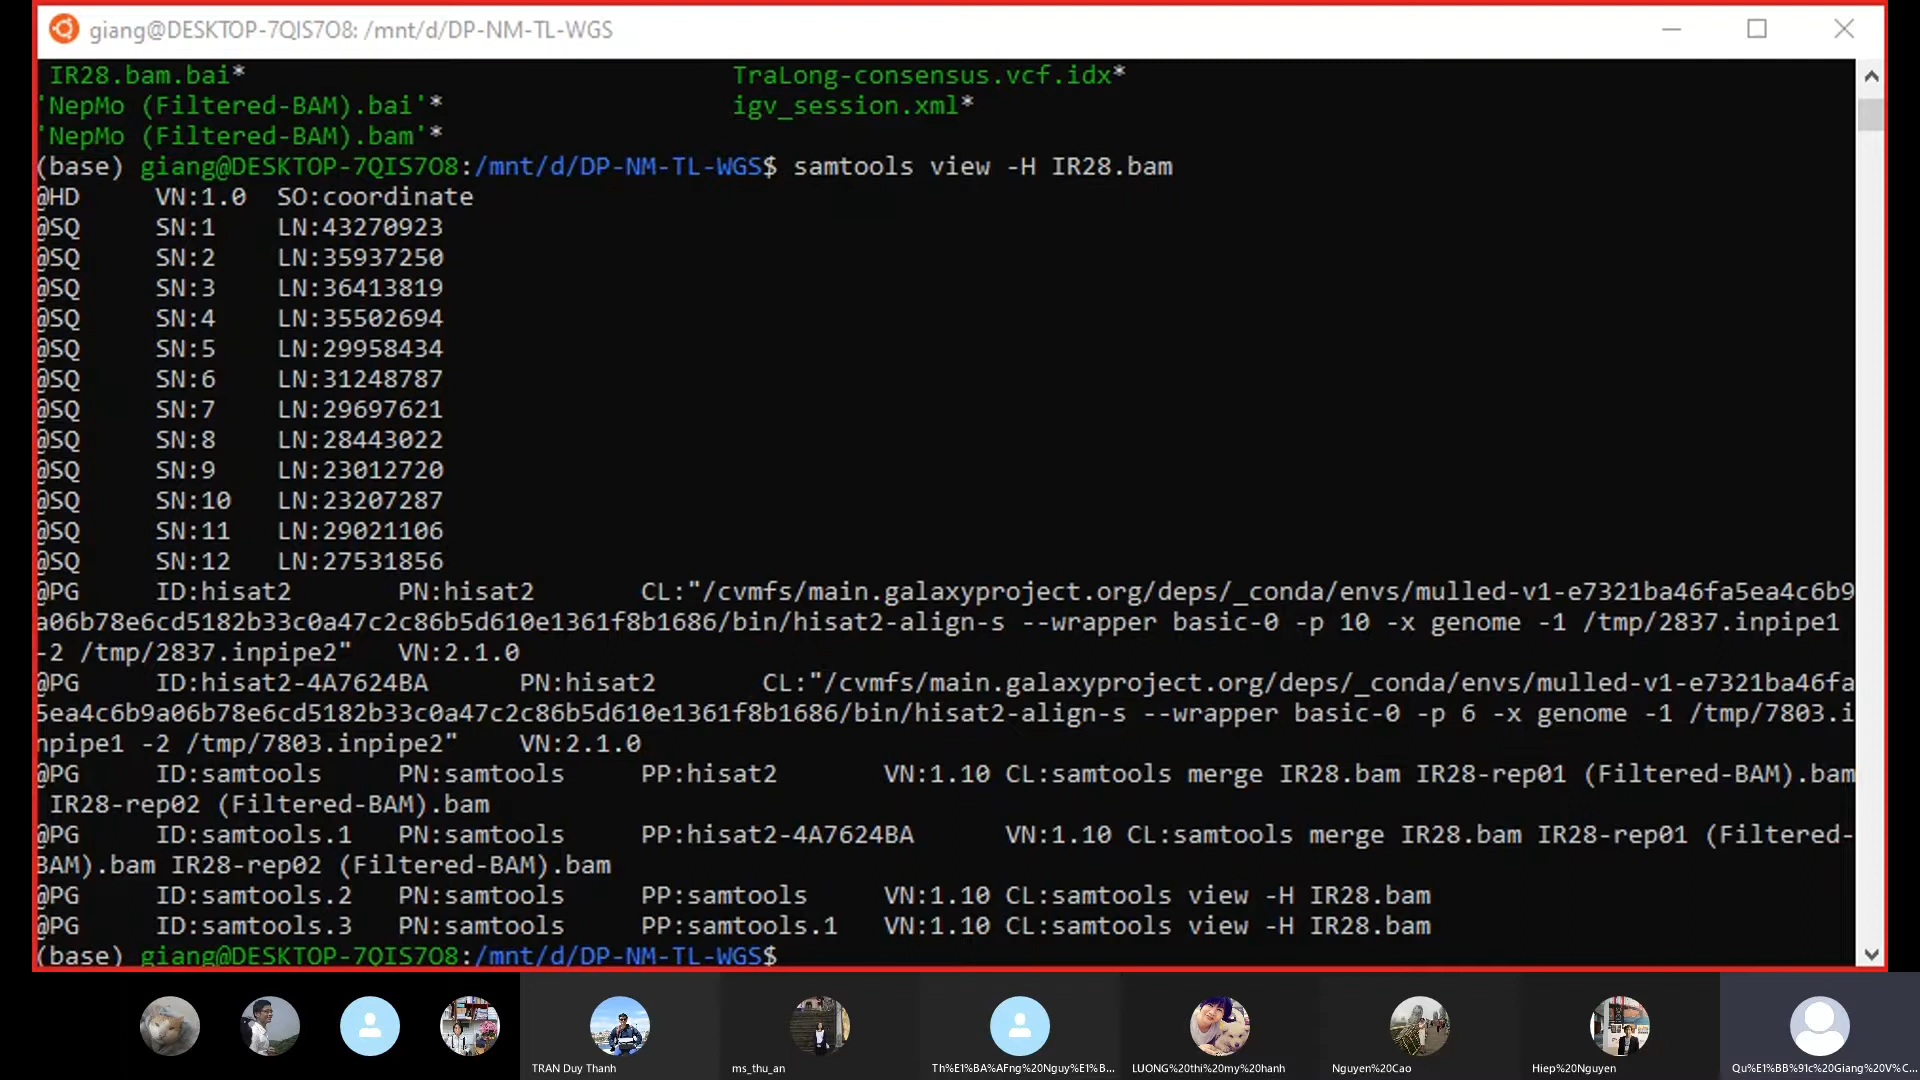 giang@DESKTOP-7QIS7O8: /mnt/d/DP-NM-TL-WGS
IR28.bam.bai* TraLong-consensus.vcf.idx*
'NepMo (Filtered-BAM).bai'* igv_session.xml*
'NepMo (Filtered-BAM).bam'*
(base) giang@DESKTOP-7QIS7O8:/mnt/d/DP-NM-TL-WGS$ samtools view -H IR28.bam
@HD VN:1.0 SO:coordinate
@SQ SN:1 LN:43270923
@SQ SN:2 LN:35937250
@SQ SN:3 LN:36413819
@SQ SN:4 LN:35502694
@SQ SN:5 LN:29958434
@SQ SN:6 LN:31248787
@SQ SN:7 LN:29697621
@SQ SN:8 LN:28443022
@SQ SN:9 LN:23012720
@SQ SN:10 LN:23207287
@SQ SN:11 LN:29021106
@SQ SN:12 LN:27531856
@PG ID:hisat2 PN:hisat2 CL:"/cvmfs/main.galaxyproject.org/deps/_conda/envs/mulled-v1-e7321ba46fa5ea4c6b9
a06b78e6cd5182b33c0a47c2c86b5d610e1361f8b1686/bin/hisat2-align-s --wrapper basic-0 -p 10 -x genome -1 /tmp/2837.inpipe1
-2 /tmp/2837.inpipe2" VN:2.1.0
@PG ID:hisat2-4A7624BA PN:hisat2 CL:"/cvmfs/main.galaxyproject.org/deps/_conda/envs/mulled-v1-e7321ba46fa
5ea4c6b9a06b78e6cd5182b33c0a47c2c86b5d610e1361f8b1686/bin/hisat2-align-s --wrapper basic-0 -p 6 -x genome -1 /tmp/7803.i
npipe1 -2 /tmp/7803.inpipe2" VN:2.1.0
@PG ID:samtools PN:samtools PP:hisat2 VN:1.10 CL:samtools merge IR28.bam IR28-rep01 (Filtered-BAM).bam
IR28-rep02 (Filtered-BAM).bam
@PG ID:samtools.1 PN:samtools PP:hisat2-4A7624BA VN:1.10 CL:samtools merge IR28.bam IR28-rep01 (Filtered-
BAM).bam IR28-rep02 (Filtered-BAM).bam
@PG ID:samtools.2 PN:samtools PP:samtools VN:1.10 CL:samtools view -H IR28.bam
@PG ID:samtools.3 PN:samtools PP:samtools.1 VN:1.10 CL:samtools view -H IR28.bam
(base) giang@DESKTOP-7QIS7O8:/mnt/d/DP-NM-TL-WGS$
TRAN Duy Thanh
ms_thu_an
Th%E1%BA%AFng%20Nguy%E1%B...
LUONG%20thi%20my%20hanh
Nguyen%20Cao
Hiep%20Nguyen
Qu%E1%BB%91c%20Giang%20V%C...